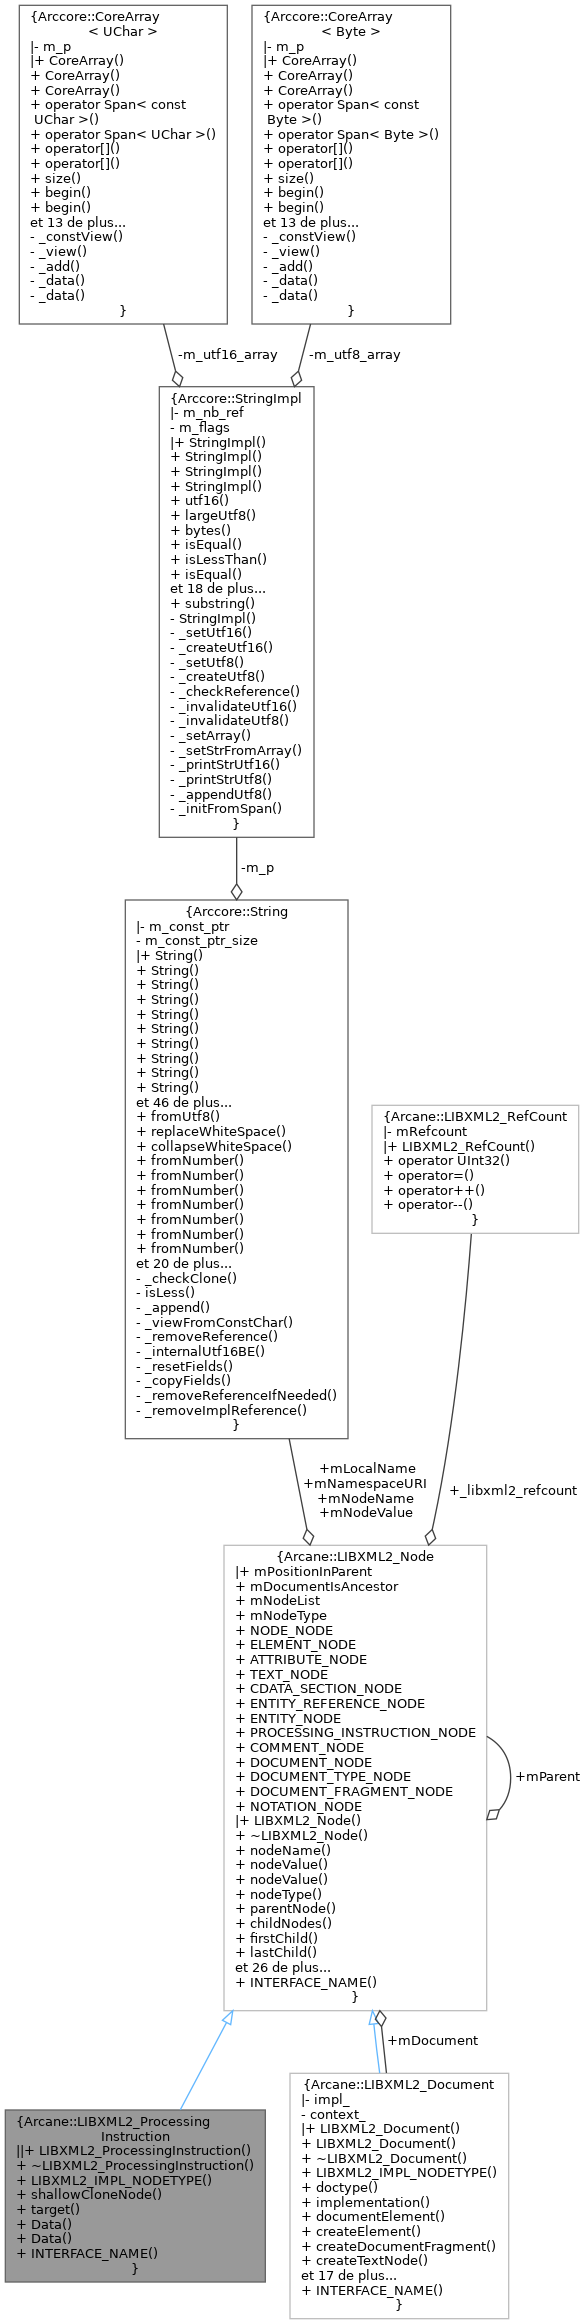 {Arccore::CoreArray
< UChar >
|- m_p
|+ CoreArray()
+ CoreArray()
+ CoreArray()
+ operator Span< const
UChar >()
+ operator Span< UChar >()
+ operator[]()
+ operator[]()
+ size()
+ begin()
+ begin()
et 13 de plus...
- _constView()
- _view()
- _add()
- _data()
- _data()
}
{Arccore::CoreArray
< Byte >
|- m_p
|+ CoreArray()
+ CoreArray()
+ CoreArray()
+ operator Span< const
Byte >()
+ operator Span< Byte >()
+ operator[]()
+ operator[]()
+ size()
+ begin()
+ begin()
et 13 de plus...
- _constView()
- _view()
- _add()
- _data()
- _data()
}
-m_utf16_array
-m_utf8_array
{Arccore::StringImpl
|- m_nb_ref
- m_flags
|+ StringImpl()
+ StringImpl()
+ StringImpl()
+ StringImpl()
+ utf16()
+ largeUtf8()
+ bytes()
+ isEqual()
+ isLessThan()
+ isEqual()
et 18 de plus...
+ substring()
- StringImpl()
- _setUtf16()
- _createUtf16()
- _setUtf8()
- _createUtf8()
- _checkReference()
- _invalidateUtf16()
- _invalidateUtf8()
- _setArray()
- _setStrFromArray()
- _printStrUtf16()
- _printStrUtf8()
- _appendUtf8()
- _initFromSpan()
}
-m_p
{Arccore::String
|- m_const_ptr
- m_const_ptr_size
|+ String()
+ String()
+ String()
+ String()
+ String()
+ String()
+ String()
+ String()
+ String()
+ String()
et 46 de plus...
+ fromUtf8()
+ replaceWhiteSpace()
+ collapseWhiteSpace()
+ fromNumber()
+ fromNumber()
+ fromNumber()
+ fromNumber()
+ fromNumber()
+ fromNumber()
+ fromNumber()
et 20 de plus...
- _checkClone()
- isLess()
- _append()
- _viewFromConstChar()
- _removeReference()
- _internalUtf16BE()
- _resetFields()
- _copyFields()
- _removeReferenceIfNeeded()
- _removeImplReference()
}
{Arcane::LIBXML2_RefCount
|- mRefcount
|+ LIBXML2_RefCount()
+ operator UInt32()
+ operator=()
+ operator++()
+ operator--()
}
+mLocalName
+mNamespaceURI
+mNodeName
+mNodeValue
+_libxml2_refcount
{Arcane::LIBXML2_Node
|+ mPositionInParent
+ mDocumentIsAncestor
+ mNodeList
+ mNodeType
+ NODE_NODE
+ ELEMENT_NODE
+ ATTRIBUTE_NODE
+ TEXT_NODE
+ CDATA_SECTION_NODE
+ ENTITY_REFERENCE_NODE
+ ENTITY_NODE
+ PROCESSING_INSTRUCTION_NODE
+ COMMENT_NODE
+ DOCUMENT_NODE
+ DOCUMENT_TYPE_NODE
+ DOCUMENT_FRAGMENT_NODE
+ NOTATION_NODE
|+ LIBXML2_Node()
+ ~LIBXML2_Node()
+ nodeName()
+ nodeValue()
+ nodeValue()
+ nodeType()
+ parentNode()
+ childNodes()
+ firstChild()
+ lastChild()
et 26 de plus...
+ INTERFACE_NAME()
}
+mParent
+mDocument
{Arcane::LIBXML2_Processing
Instruction
||+ LIBXML2_ProcessingInstruction()
+ ~LIBXML2_ProcessingInstruction()
+ LIBXML2_IMPL_NODETYPE()
+ shallowCloneNode()
+ target()
+ Data()
+ Data()
+ INTERFACE_NAME()
}
{Arcane::LIBXML2_Document
|- impl_
- context_
|+ LIBXML2_Document()
+ LIBXML2_Document()
+ ~LIBXML2_Document()
+ LIBXML2_IMPL_NODETYPE()
+ doctype()
+ implementation()
+ documentElement()
+ createElement()
+ createDocumentFragment()
+ createTextNode()
et 17 de plus...
+ INTERFACE_NAME()
}